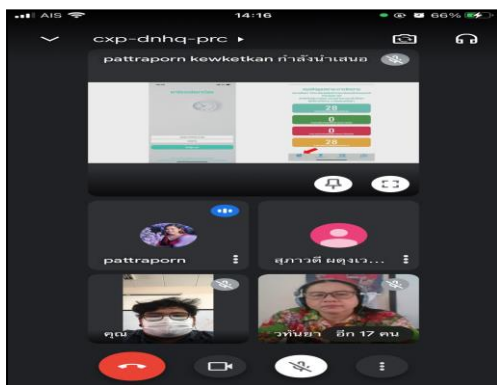 AIS 14:16 66%
cxp-dnhq-prc
pattraporn kewketkan กำลังนำเสนอ
28
0
0
28
pattraporn
สุภาวดี ผดุงเว...
คุณ
วทันยา อีก 17 คน